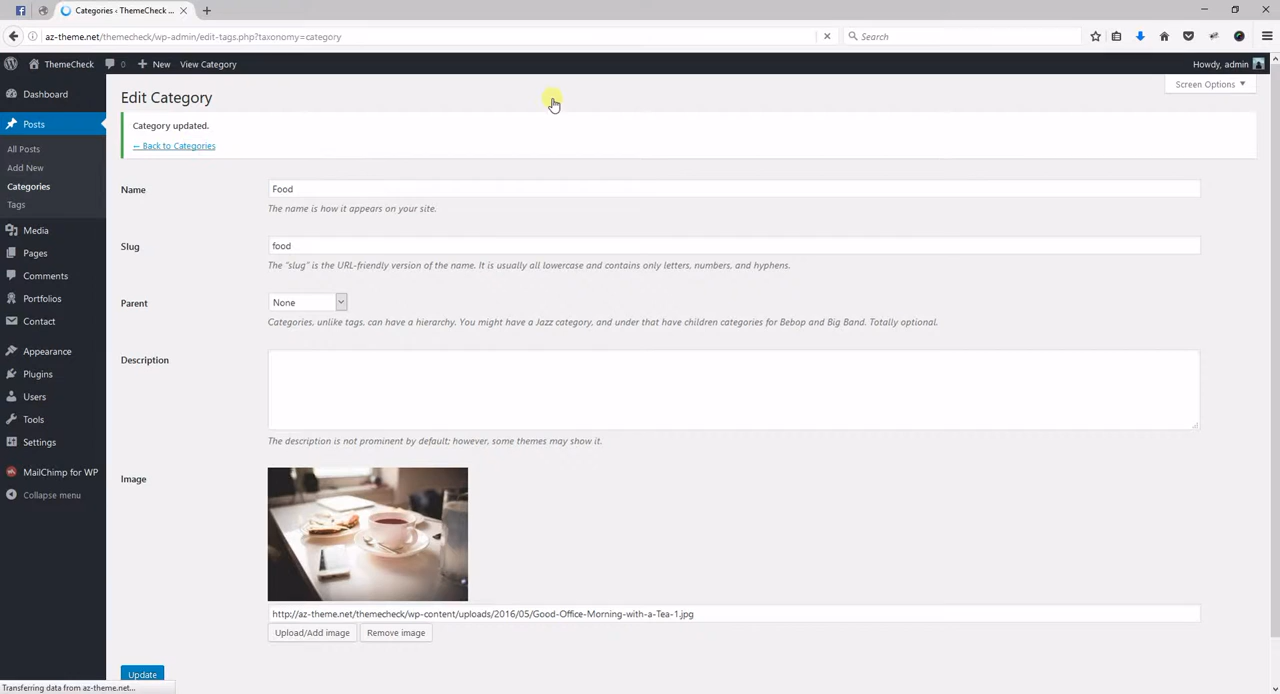 Categories ‹ ThemeCheck ...
az-theme.net/themecheck/wp-admin/edit-tags.php?taxonomy=category
Search
ThemeCheck
0
New
View Category
Howdy, admin
Dashboard
Posts
All Posts
Add New
Categories
Tags
Media
Pages
Comments
Portfolios
Contact
Appearance
Plugins
Users
Tools
Settings
MailChimp for WP
Collapse menu
Screen Options
Edit Category
Category updated.
← Back to Categories
Name
Food
The name is how it appears on your site.
Slug
food
The “slug” is the URL-friendly version of the name. It is usually all lowercase and contains only letters, numbers, and hyphens.
Parent
None
Categories, unlike tags, can have a hierarchy. You might have a Jazz category, and under that have children categories for Bebop and Big Band. Totally optional.
Description
The description is not prominent by default; however, some themes may show it.
Image
http://az-theme.net/themecheck/wp-content/uploads/2016/05/Good-Office-Morning-with-a-Tea-1.jpg
Upload/Add image
Remove image
Update
Transferring data from az-theme.net...